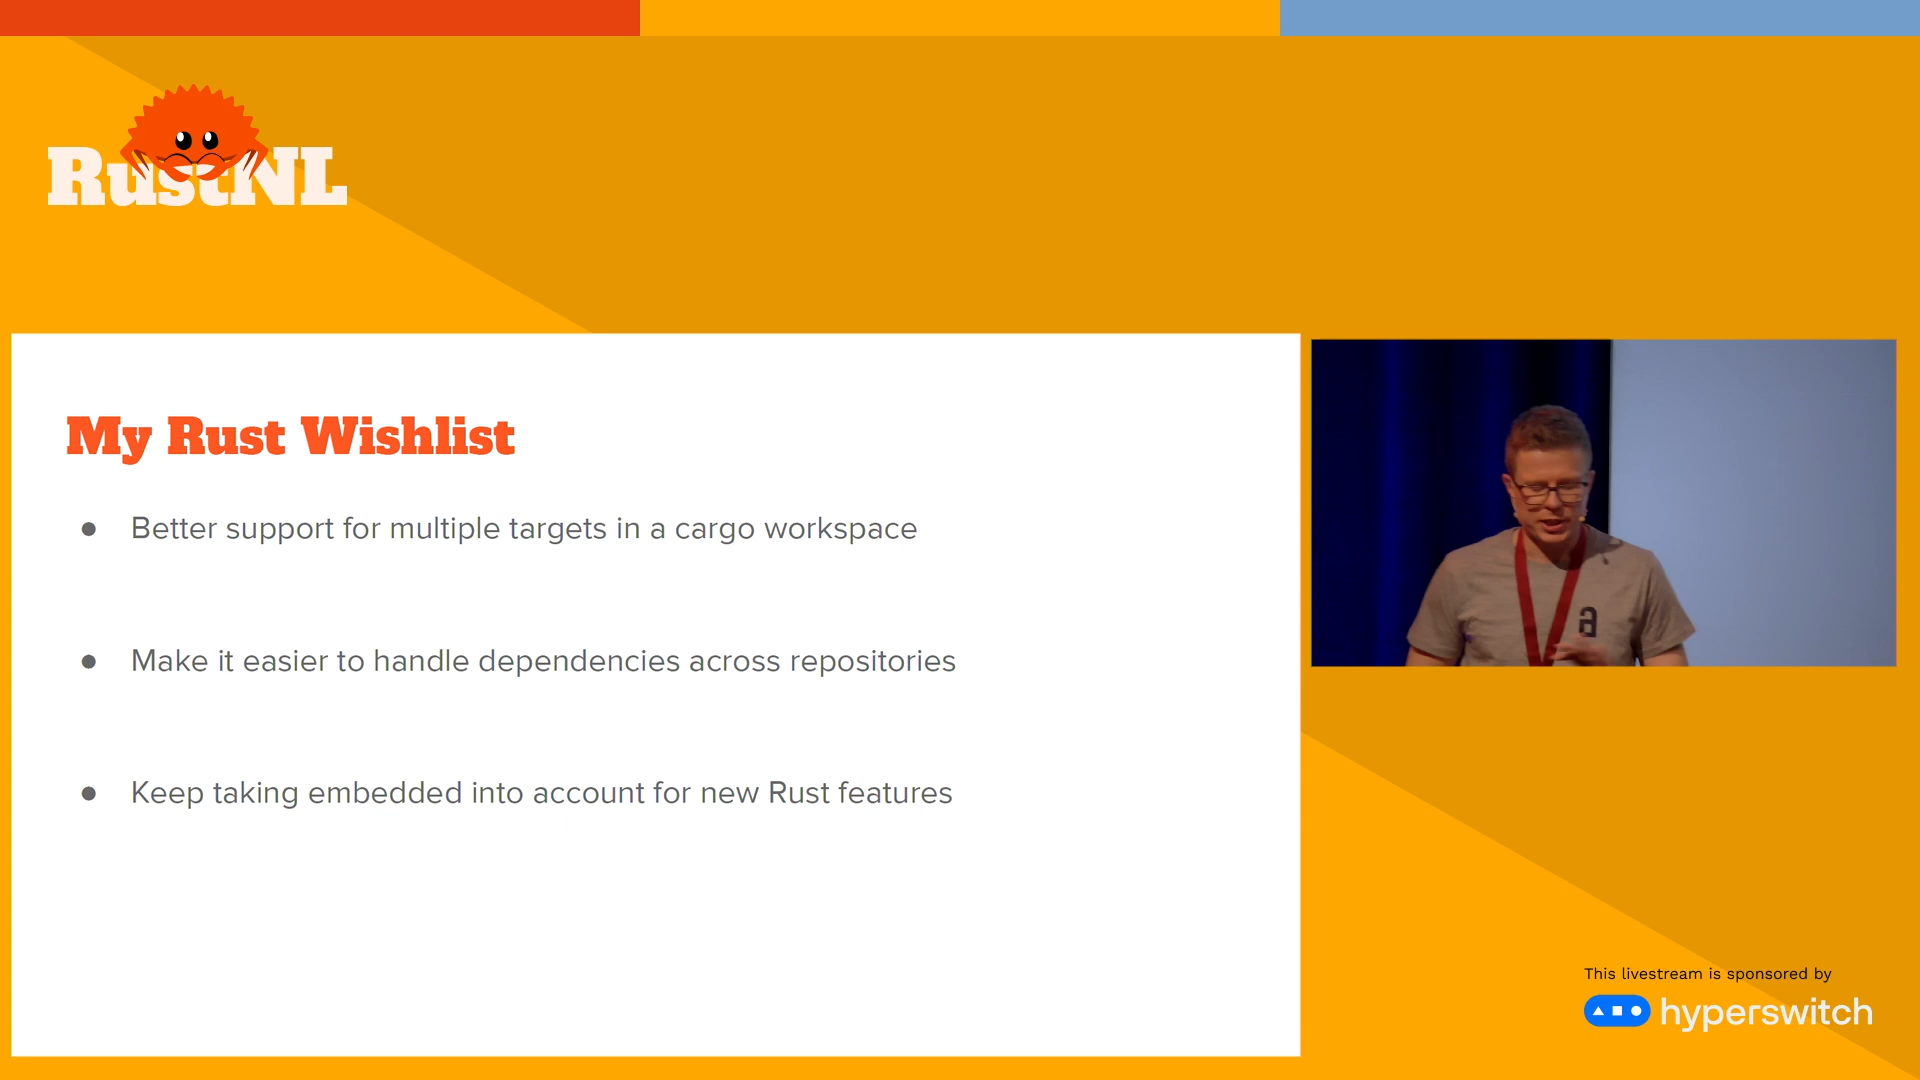 RustNL
My Rust Wishlist
● Better support for multiple targets in a cargo workspace
● Make it easier to handle dependencies across repositories
● Keep taking embedded into account for new Rust features
a
This livestream is sponsored by
hyperswitch